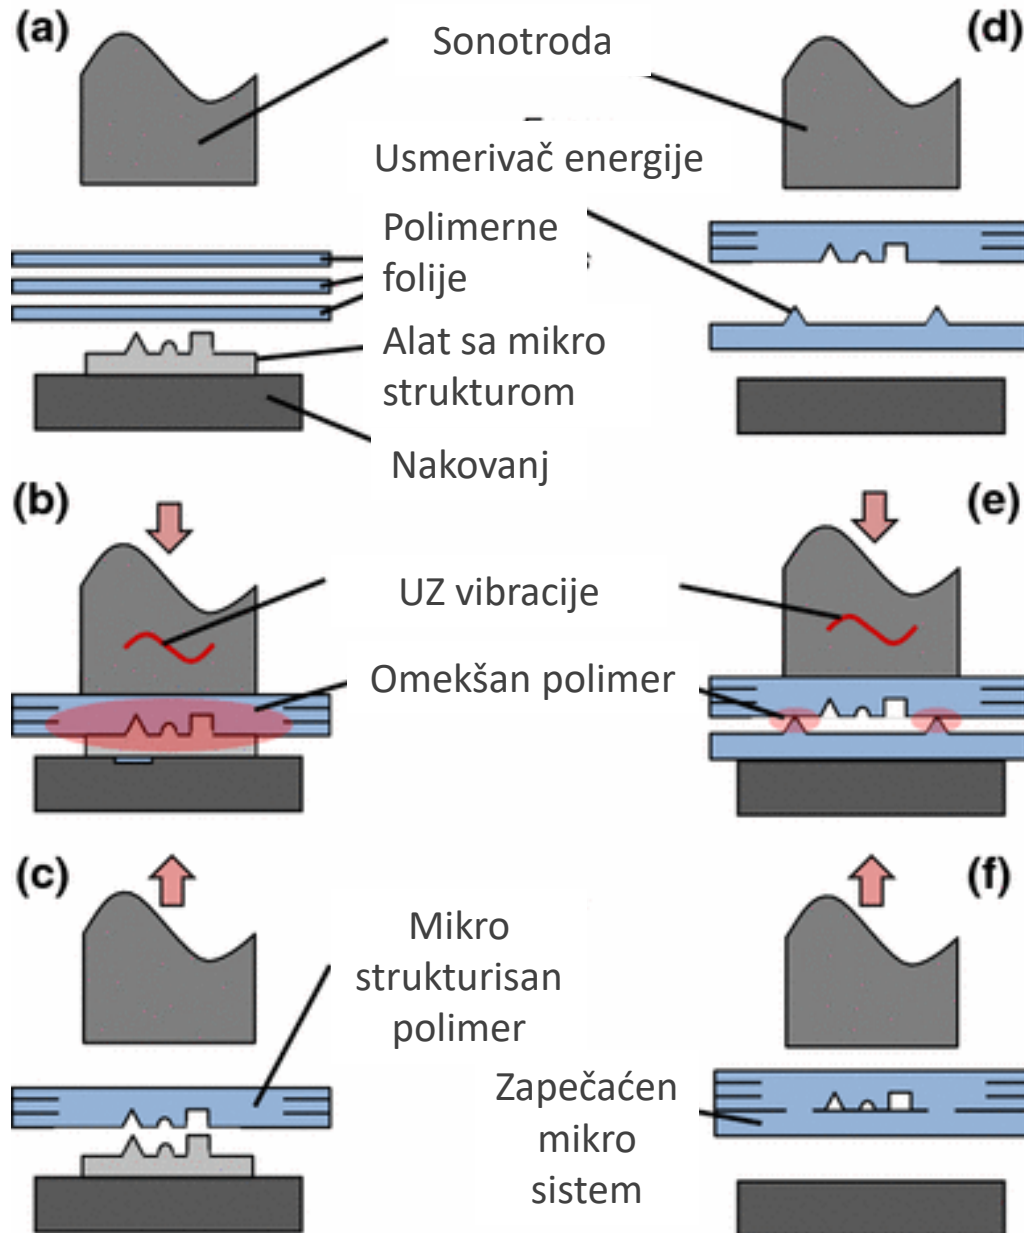 (a)
Sonotroda
(d)
Usmerivač energije
Polimerne
folije
Alat sa mikro
strukturom
Nakovanj
(b)
(e)
UZ vibracije
Omekšan polimer
(c)
(f)
Mikro
strukturisan
polimer
Zapečaćen
mikro
sistem